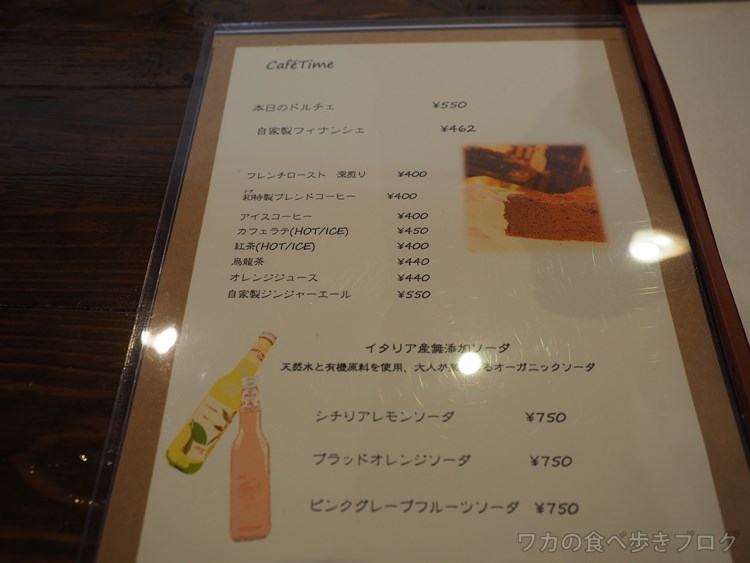 CaféTime
本日のドルチェ ¥550
自家製フィナンシェ ¥462
フレンチロースト 深煎り ¥400
和特製ブレンドコーヒー ¥400
アイスコーヒー ¥400
カフェラテ(HOT/ICE) ¥450
紅茶(HOT/ICE) ¥400
烏龍茶 ¥440
オレンジジュース ¥440
自家製ジンジャーエール ¥550
イタリア産無添加ソーダ
天然水と有機原料を使用、大人が るオーガニックソーダ
シチリアレモンソーダ ¥750
ブラッドオレンジソーダ ¥750
ピンクグレープフルーツソーダ ¥750
ワカの食べ歩きブログ